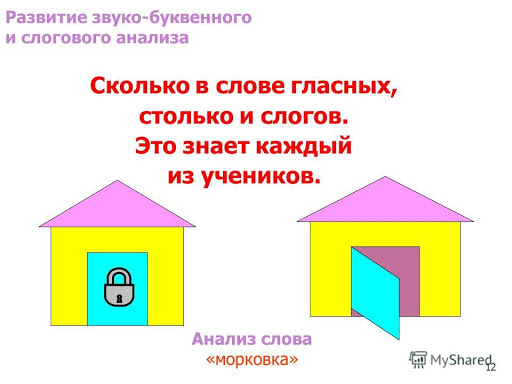 Развитие звуко-буквенного
и слогового анализа
Сколько в слове гласных,
столько и слогов.
Это знает каждый
из учеников.
Анализ слова
«морковка»
MyShared
12